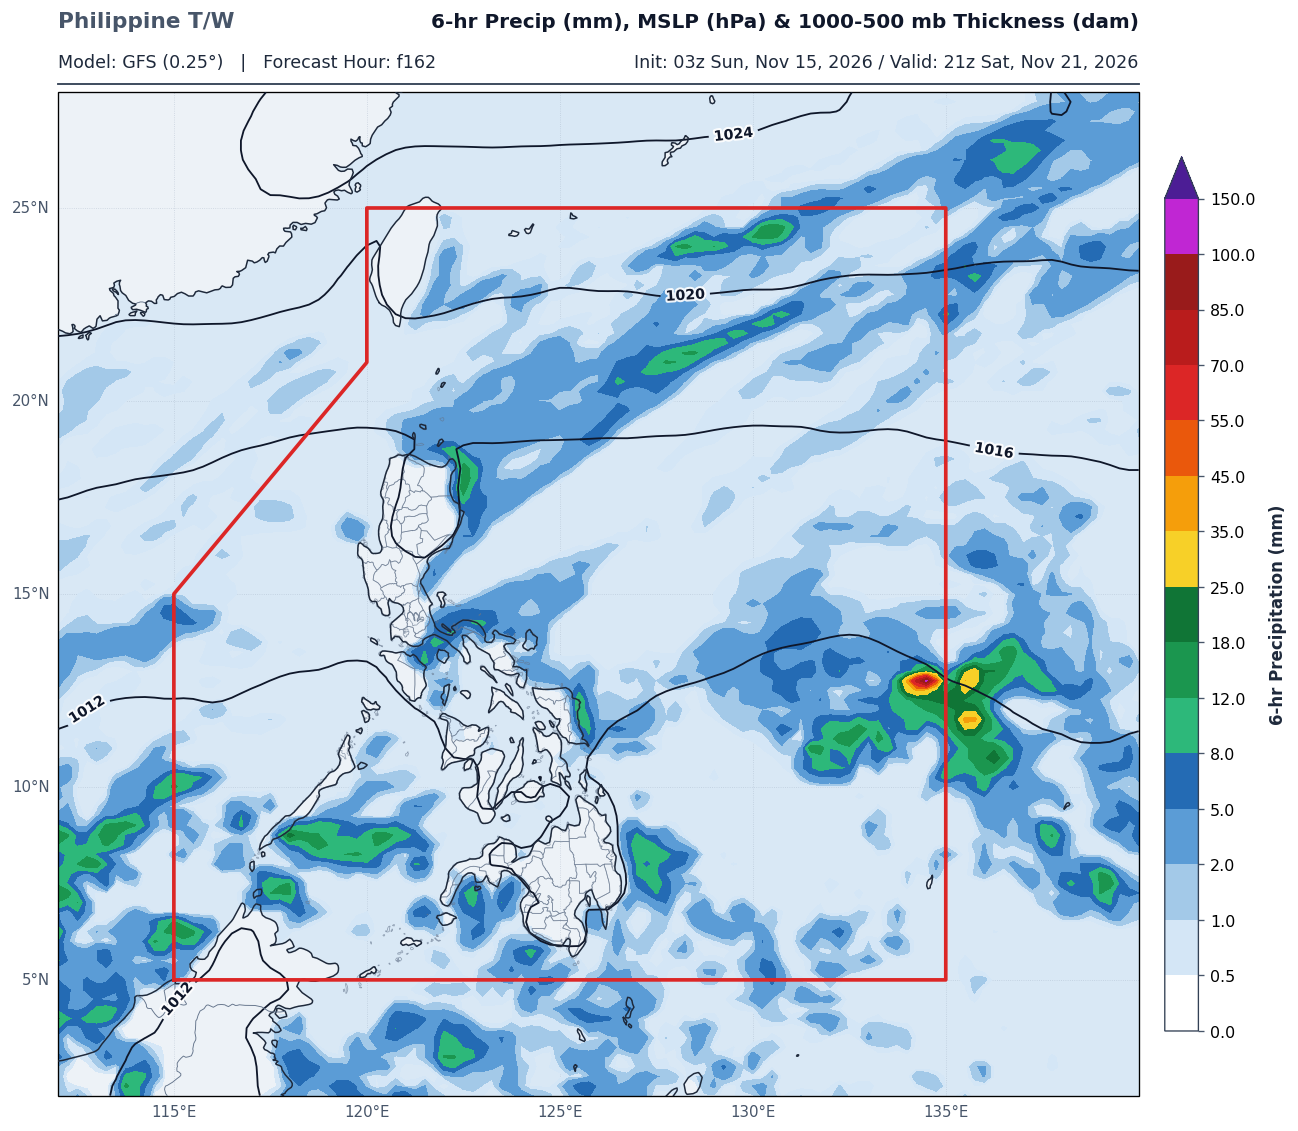 Philippine T/W
6-hr Precip (mm), MSLP (hPa) & 1000-500 mb Thickness (dam)
Model: GFS (0.25°) | Forecast Hour: f162
Init: 03z Sun, Nov 15, 2026 / Valid: 21z Sat, Nov 21, 2026
1024
1020
1016
1012
1012
25°N
20°N
15°N
10°N
5°N
115°E
120°E
125°E
130°E
135°E
150.0
100.0
85.0
70.0
55.0
45.0
35.0
25.0
18.0
12.0
8.0
5.0
2.0
1.0
0.5
0.0
6-hr Precipitation (mm)